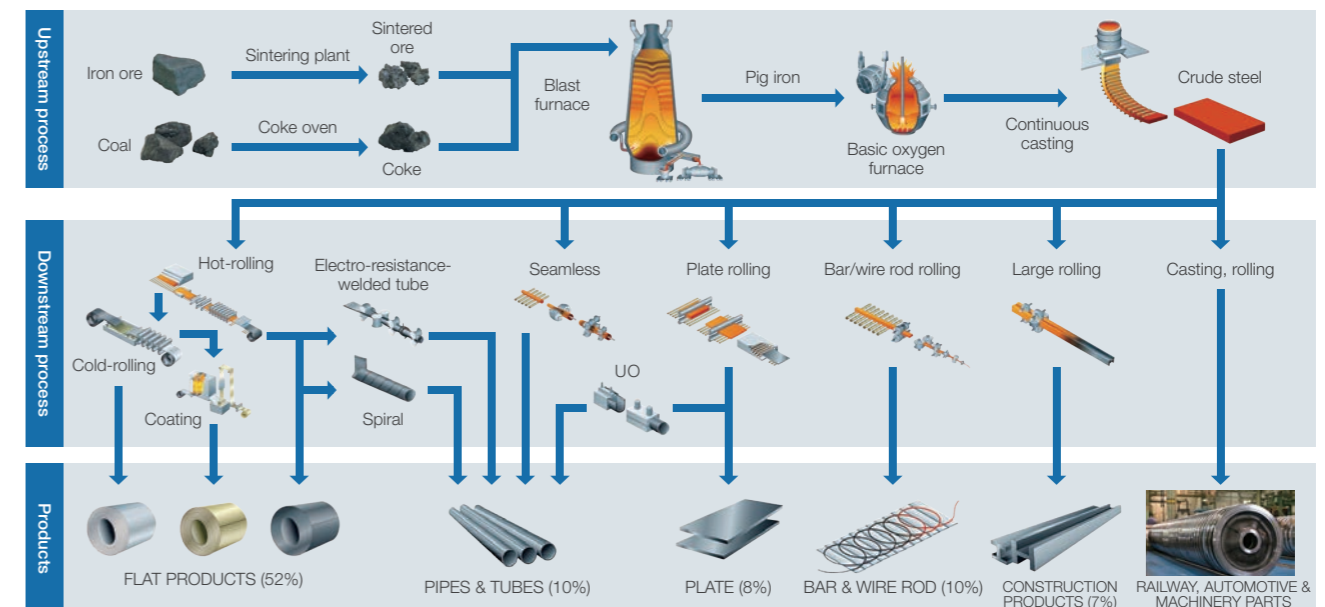 Upstream process
Iron ore
Sintering plant
Sintered
ore
Coal
Coke oven
Coke
Blast
furnace
Pig iron
Basic oxygen
furnace
Continuous
casting
Crude steel
Downstream process
Hot-rolling
Cold-rolling
Coating
Electro-resistance-
welded tube
Spiral
Seamless
UO
Plate rolling
Bar/wire rod rolling
Large rolling
Casting, rolling
Products
FLAT PRODUCTS (52%)
PIPES & TUBES (10%)
PLATE (8%)
BAR & WIRE ROD (10%)
CONSTRUCTION
PRODUCTS (7%)
RAILWAY, AUTOMOTIVE &
MACHINERY PARTS